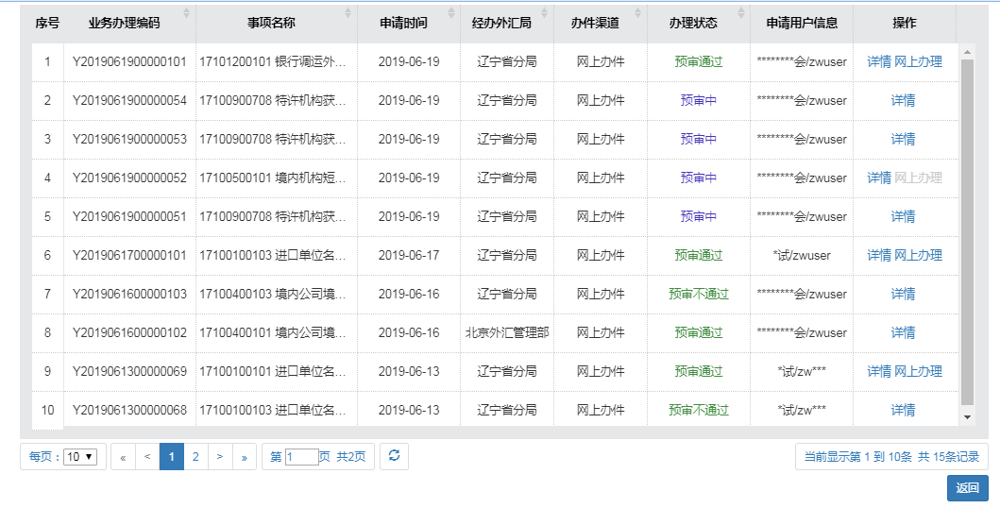 序号 业务办理编码 事项名称 申请时间 经办外汇局 办件渠道 办理状态 申请用户信息 操作
1 Y2019061900000101 17101200101 银行调运外... 2019-06-19 辽宁省分局 网上办件 预审通过 ********会/zwuser 详情 网上办理
2 Y2019061900000054 17100900708 特许机构获... 2019-06-19 辽宁省分局 网上办件 预审中 ********会/zwuser 详情
3 Y2019061900000053 17100900708 特许机构获... 2019-06-19 辽宁省分局 网上办件 预审中 ********会/zwuser 详情
4 Y2019061900000052 17100500101 境内机构短... 2019-06-19 辽宁省分局 网上办件 预审中 ********会/zwuser 详情 网上办理
5 Y2019061900000051 17100900708 特许机构获... 2019-06-19 辽宁省分局 网上办件 预审中 ********会/zwuser 详情
6 Y2019061700000101 17100100103 进口单位名... 2019-06-17 辽宁省分局 网上办件 预审通过 *试/zwuser 详情 网上办理
7 Y2019061600000103 17100400103 境内公司境... 2019-06-16 辽宁省分局 网上办件 预审不通过 ********会/zwuser 详情
8 Y2019061600000102 17100400101 境内公司境... 2019-06-16 北京外汇管理部 网上办件 预审通过 ********会/zwuser 详情
9 Y2019061300000069 17100100101 进口单位名... 2019-06-13 辽宁省分局 网上办件 预审通过 *试/zw*** 详情 网上办理
10 Y2019061300000068 17100100103 进口单位名... 2019-06-13 辽宁省分局 网上办件 预审不通过 *试/zw*** 详情
每页：10 « < 1 2 > » 第 1 页 共2页 当前显示第 1 到 10条 共 15条记录
返回